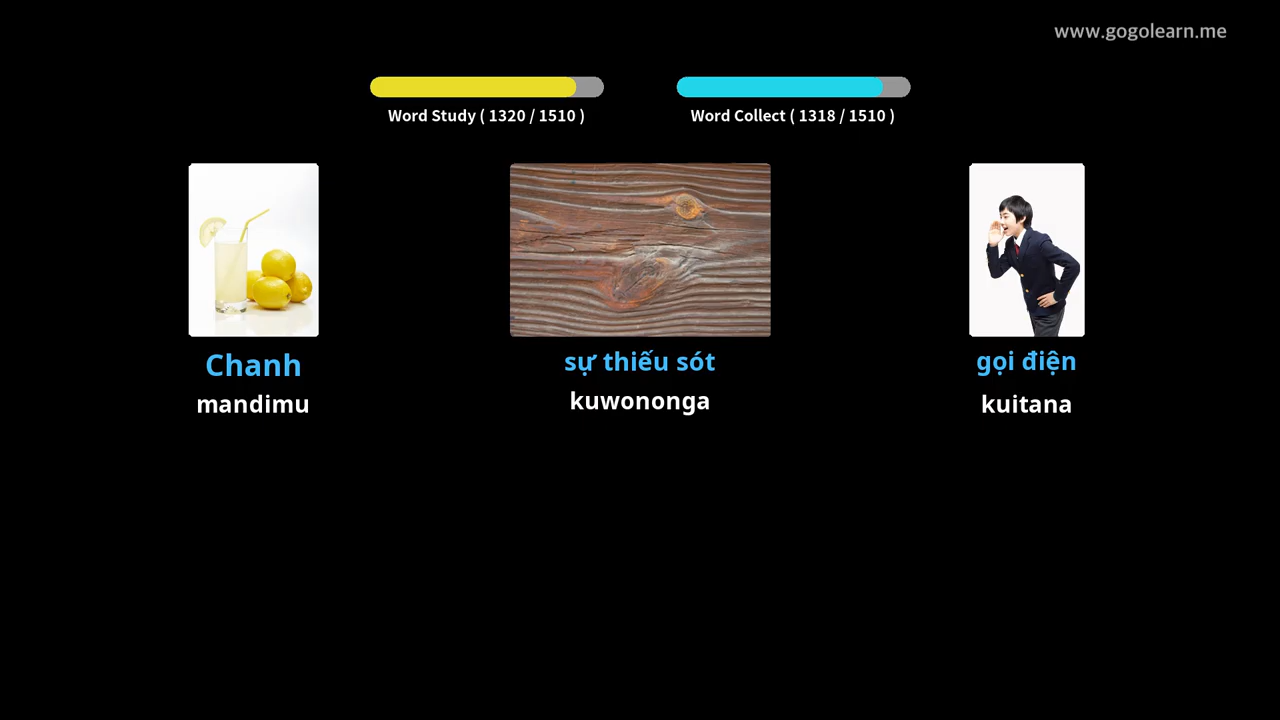 www.gogolearn.me
Word Study ( 1320 / 1510 )
Word Collect ( 1318 / 1510 )
Chanh
mandimu
sự thiếu sót
kuwononga
gọi điện
kuitana